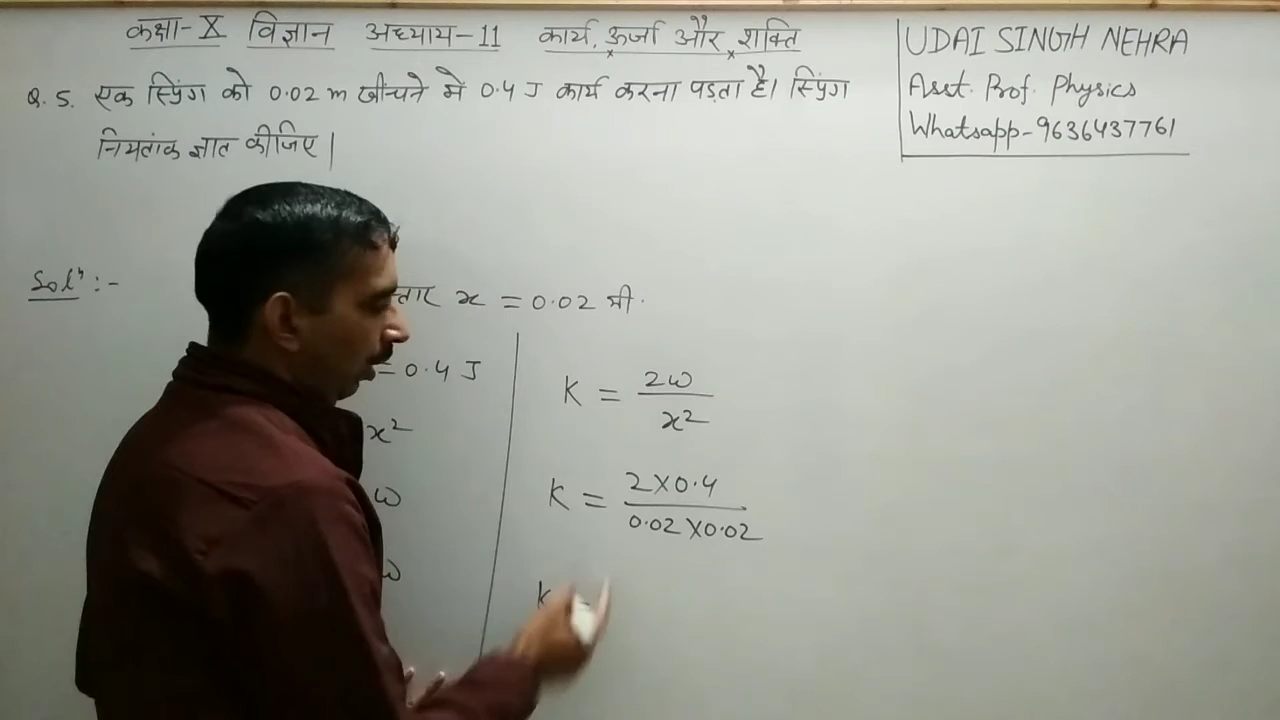 कक्षा-X विज्ञान अध्याय-11 कार्य, ऊर्जा और शक्ति
UDAI SINGH NEHRA
Asst. Prof. Physics
Whatsapp-9636437761
Q. 5. एक स्प्रिंग को 0.02 m खींचने में 0.4 J कार्य करना पड़ता है। स्प्रिंग
नियतांक ज्ञात कीजिए।
Solⁿ :-
x = 0.02 मी.
= 0.4 J
x²
ω
ω
K = 2ω / x²
K = 2×0.4 / 0.02×0.02
K =